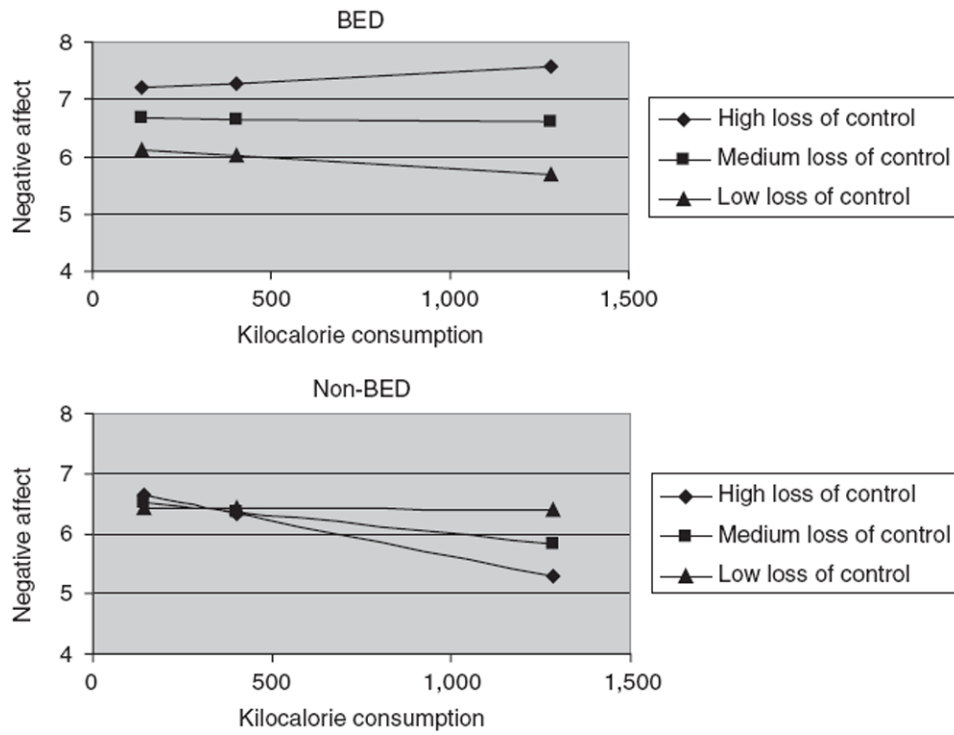 BED
8
7
6
5
4
Negative affect
0 500 1,000 1,500
Kilocalorie consumption
High loss of control
Medium loss of control
Low loss of control
Non-BED
8
7
6
5
4
Negative affect
0 500 1,000 1,500
Kilocalorie consumption
High loss of control
Medium loss of control
Low loss of control